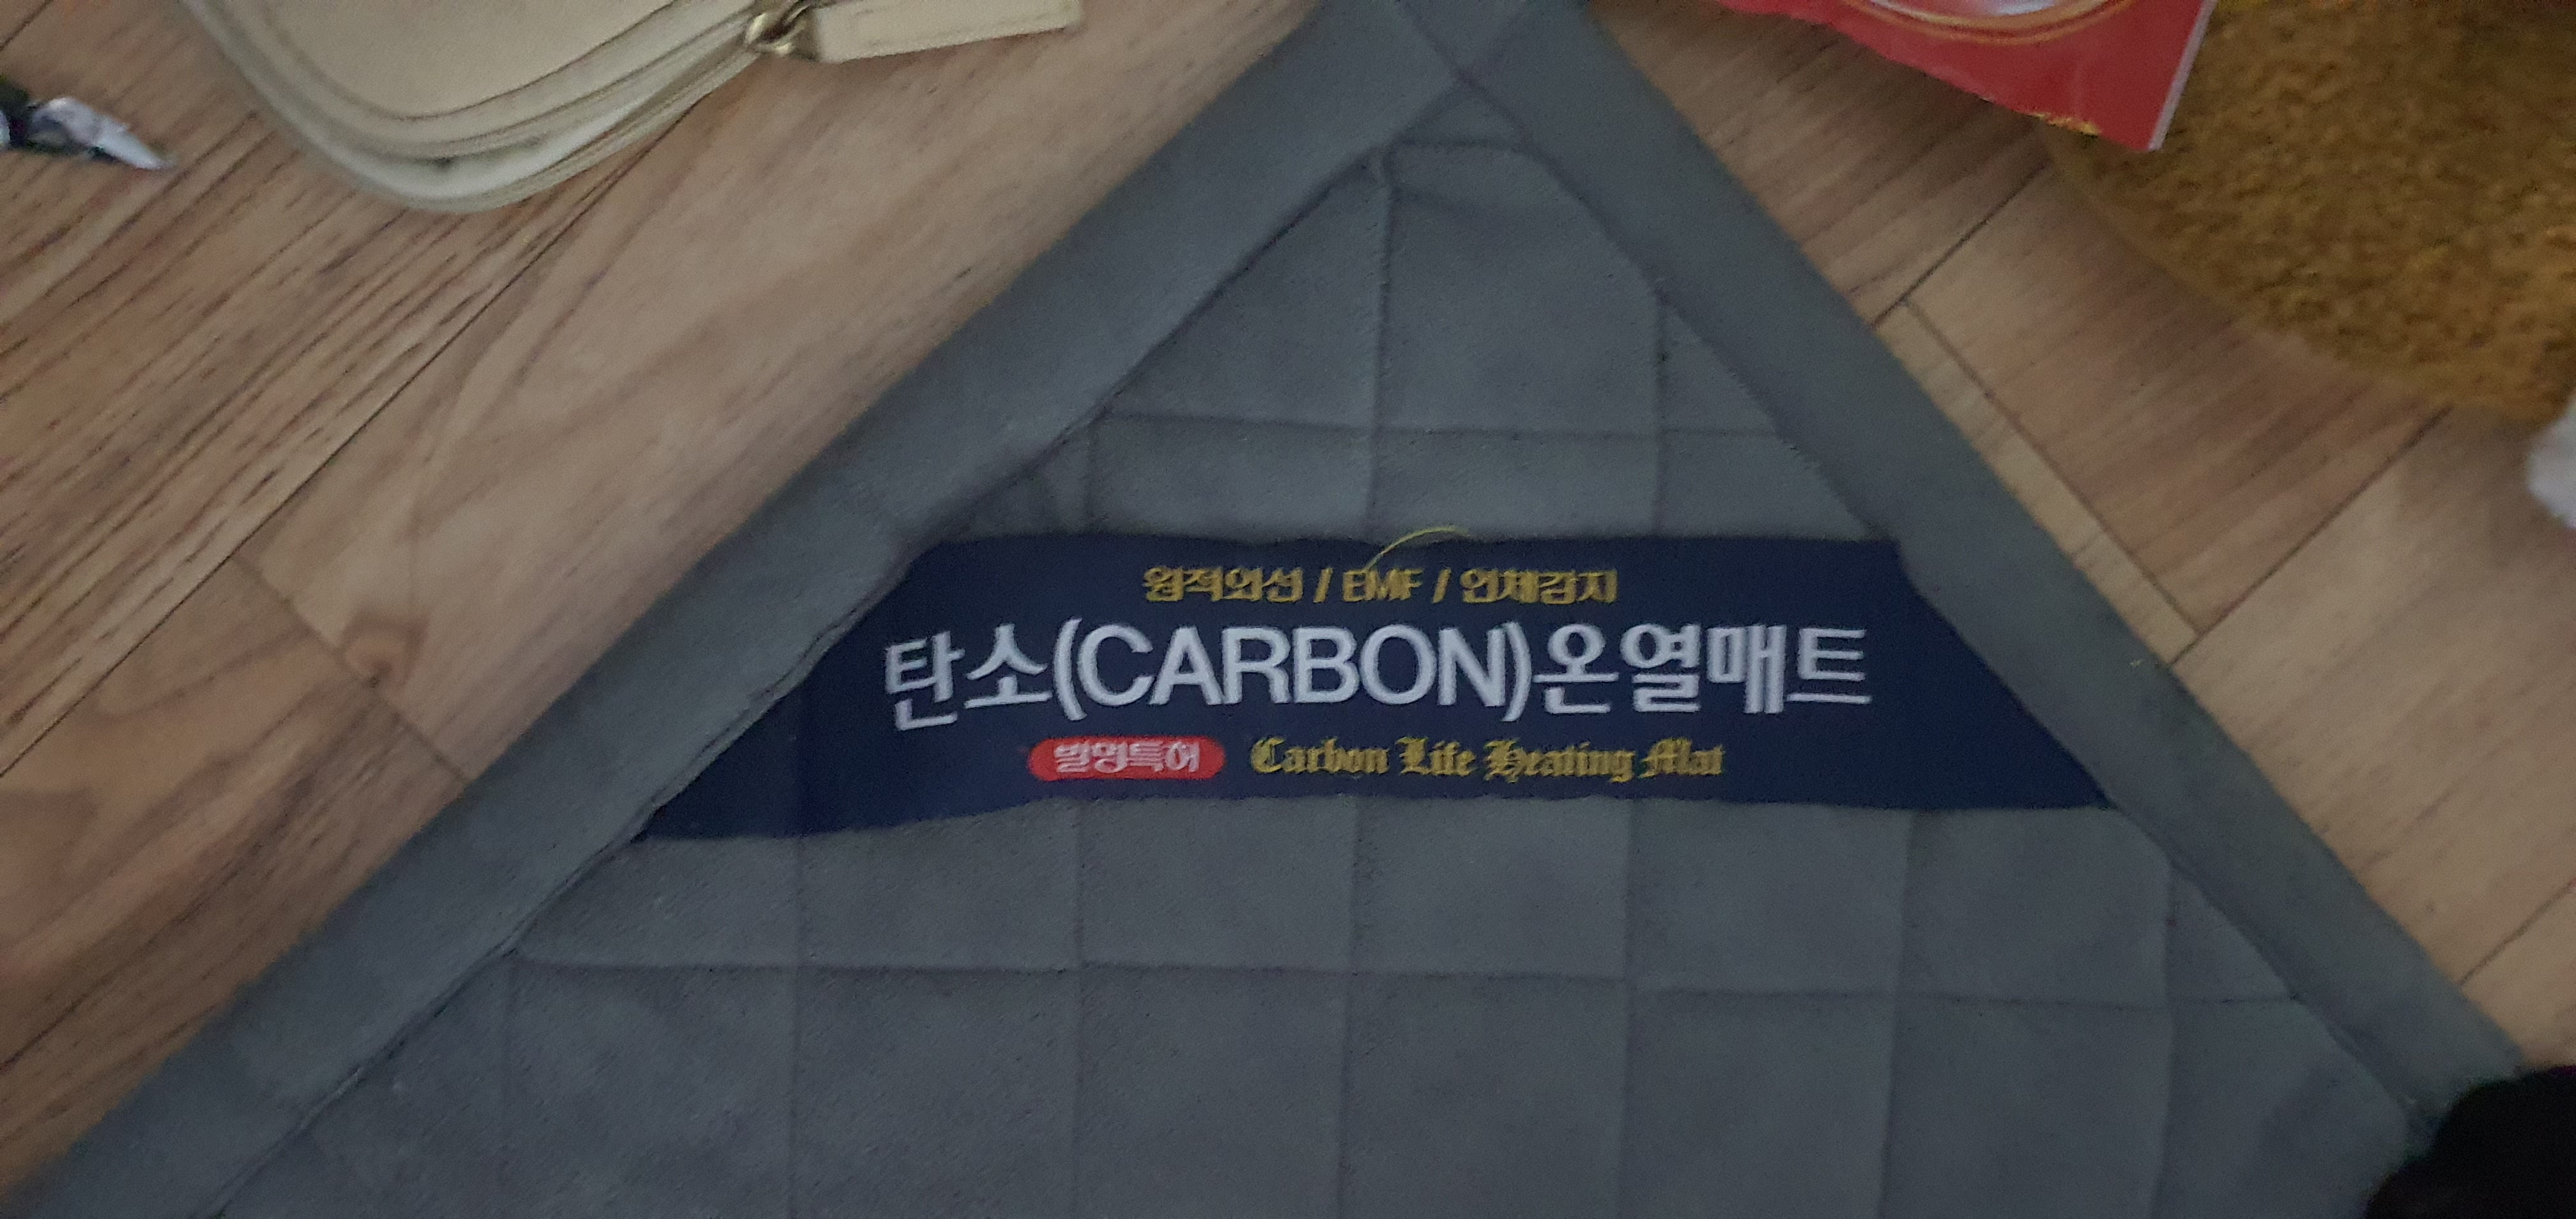 원적외선 / EMF / 인체감지
탄소(CARBON)온열매트
발명특허 Carbon Life Heating Mat